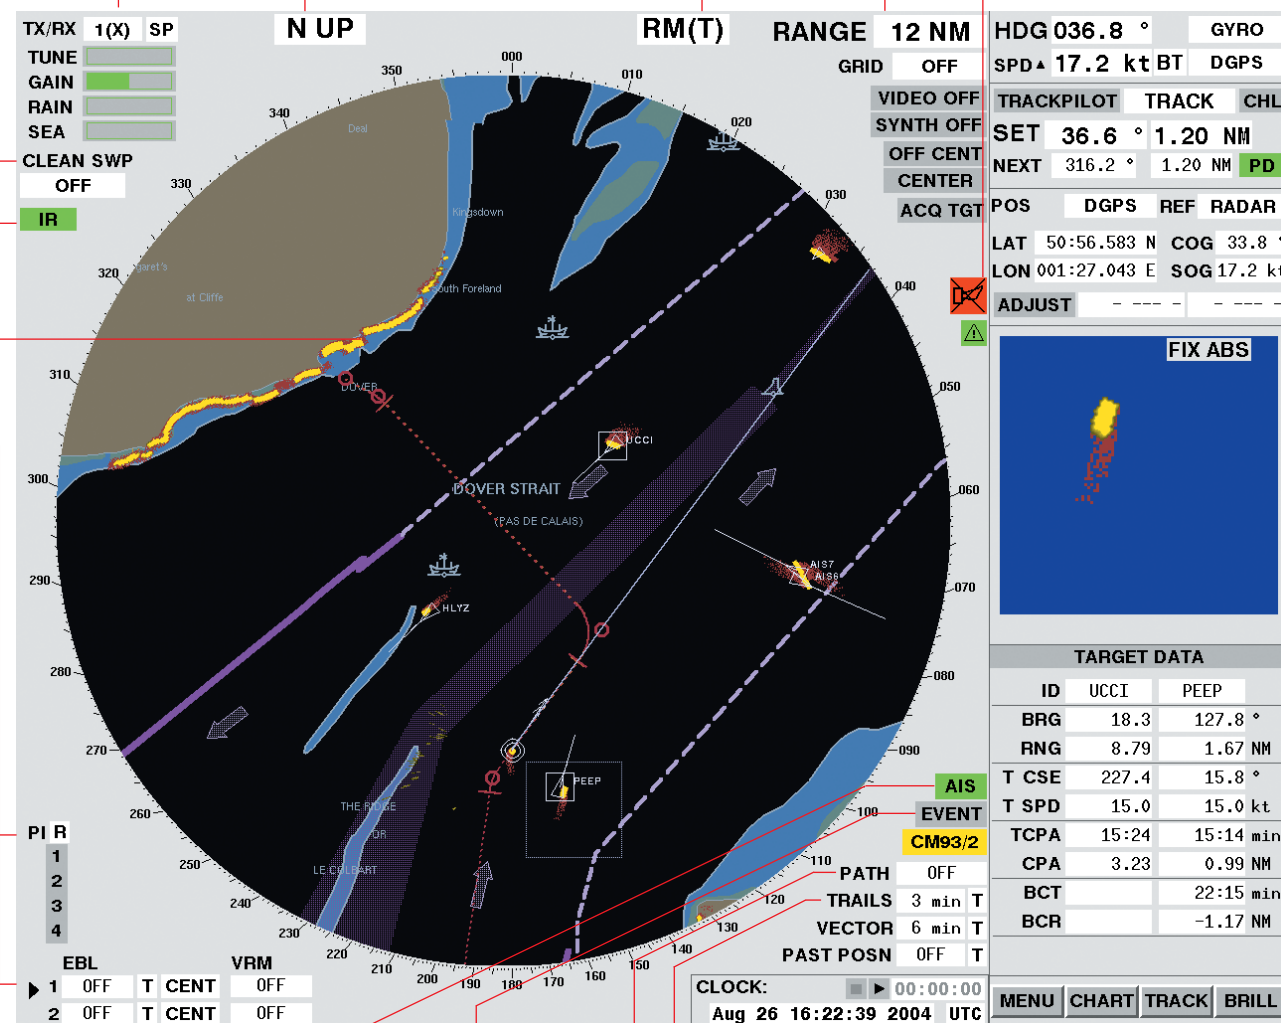 TX/RX 1(X) SP
N UP
RM(T)
RANGE 12 NM
GRID OFF
TUNE
GAIN
RAIN
SEA
CLEAN SWP
OFF
IR
VIDEO OFF
SYNTH OFF
OFF CENT
CENTER
ACQ TGT
HDG 036.8 ° GYRO
SPD▲ 17.2 kt BT DGPS
TRACKPILOT TRACK CHL
SET 36.6 ° 1.20 NM
NEXT 316.2 ° 1.20 NM PD
POS DGPS REF RADAR
LAT 50:56.583 N COG 33.8 °
LON 001:27.043 E SOG 17.2 kt
ADJUST - --- - - --- -
FIX ABS
000
010
020
030
040
050
060
070
080
090
100
110
120
130
140
150
160
170
180
190
200
210
220
230
240
250
260
270
280
290
300
310
320
330
340
350
Deal
Kingsdown
garet's
at Cliffe
outh Foreland
DOVER
UCCI
DOVER STRAIT
(PAS DE CALAIS)
AIS7
AIS6
HLYZ
PEEP
THE RIDGE
OR
LE COLBART
TARGET DATA
ID UCCI PEEP
BRG 18.3 127.8 °
RNG 8.79 1.67 NM
T CSE 227.4 15.8 °
T SPD 15.0 15.0 kt
TCPA 15:24 15:14 min
CPA 3.23 0.99 NM
BCT 22:15 min
BCR -1.17 NM
AIS
EVENT
CM93/2
PATH OFF
TRAILS 3 min T
VECTOR 6 min T
PAST POSN OFF T
PI R
1
2
3
4
EBL VRM
1 OFF T CENT OFF
2 OFF T CENT OFF
CLOCK: 00:00:00
Aug 26 16:22:39 2004 UTC
MENU CHART TRACK BRILL